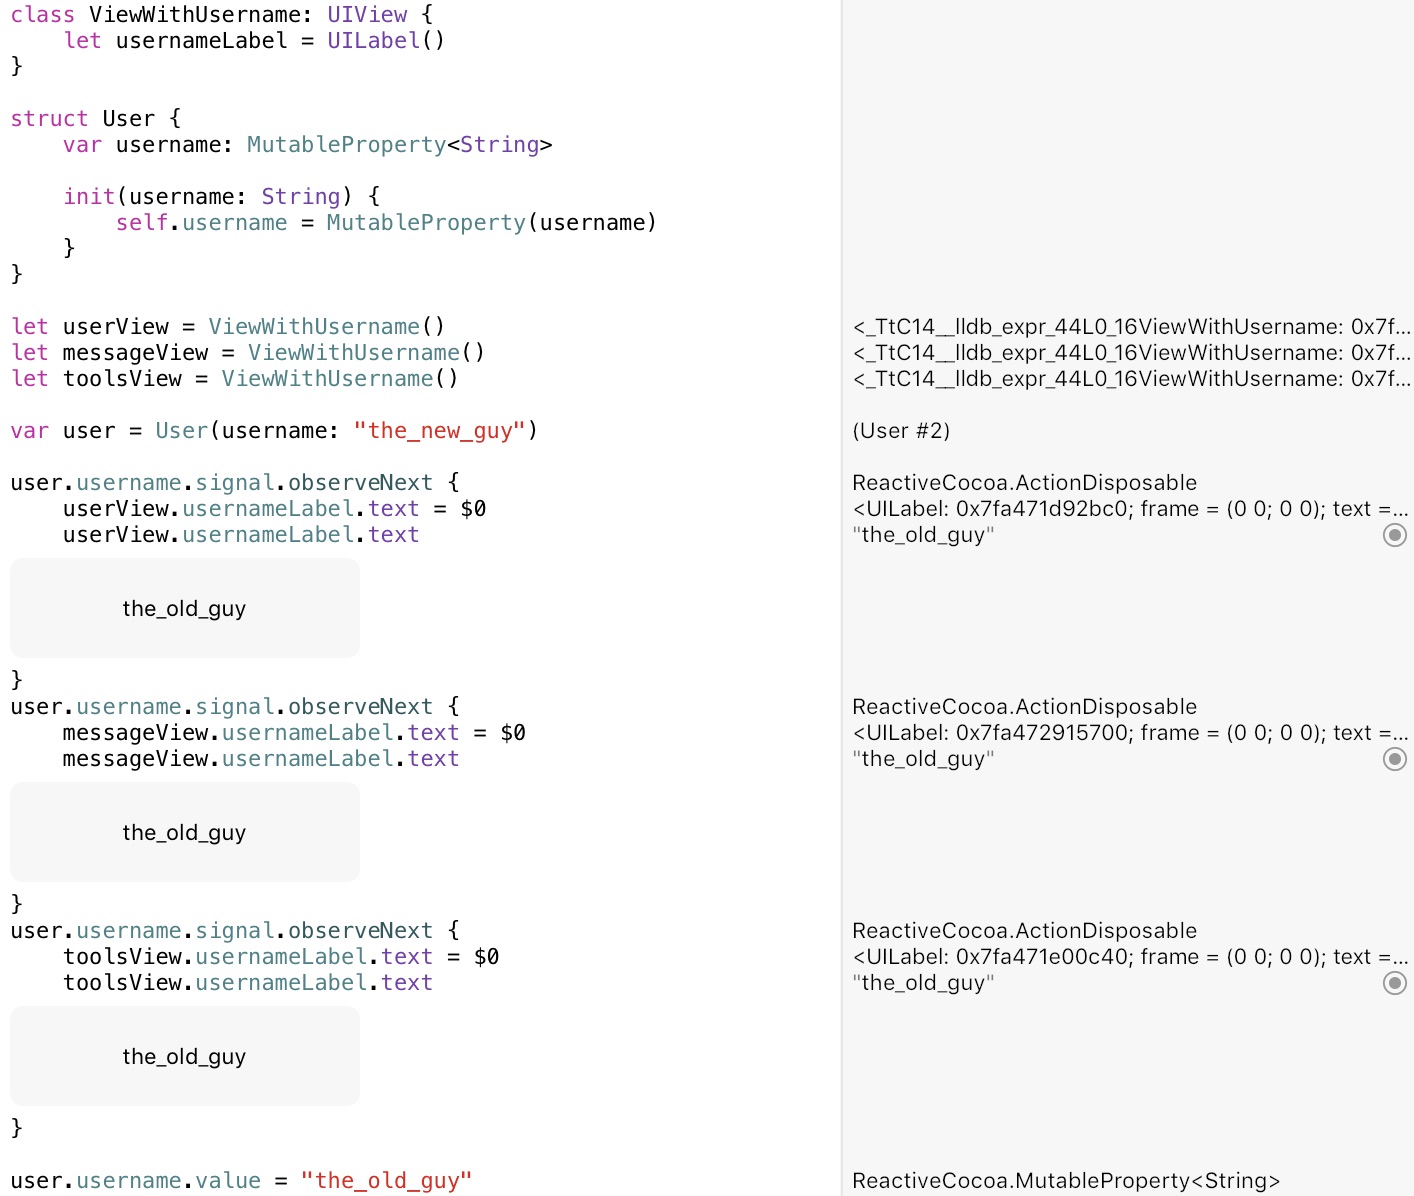 class ViewWithUsername: UIView {
    let usernameLabel = UILabel()
}
struct User {
    var username: MutableProperty<String>
    init(username: String) {
        self.username = MutableProperty(username)
    }
}
let userView = ViewWithUsername() <_TtC14__lldb_expr_44L0_16ViewWithUsername: 0x7f...
let messageView = ViewWithUsername() <_TtC14__lldb_expr_44L0_16ViewWithUsername: 0x7f...
let toolsView = ViewWithUsername() <_TtC14__lldb_expr_44L0_16ViewWithUsername: 0x7f...
var user = User(username: "the_new_guy") (User #2)
user.username.signal.observeNext { ReactiveCocoa.ActionDisposable
    userView.usernameLabel.text = $0 <UILabel: 0x7fa471d92bc0; frame = (0 0; 0 0); text =...
    userView.usernameLabel.text "the_old_guy"
the_old_guy
}
user.username.signal.observeNext { ReactiveCocoa.ActionDisposable
    messageView.usernameLabel.text = $0 <UILabel: 0x7fa472915700; frame = (0 0; 0 0); text =...
    messageView.usernameLabel.text "the_old_guy"
the_old_guy
}
user.username.signal.observeNext { ReactiveCocoa.ActionDisposable
    toolsView.usernameLabel.text = $0 <UILabel: 0x7fa471e00c40; frame = (0 0; 0 0); text =...
    toolsView.usernameLabel.text "the_old_guy"
the_old_guy
}
user.username.value = "the_old_guy" ReactiveCocoa.MutableProperty<String>